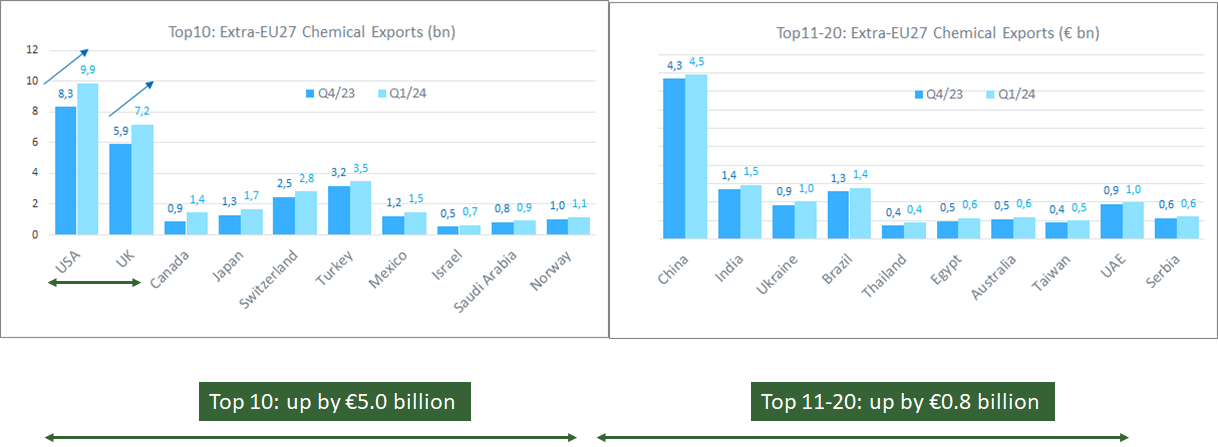 Top10: Extra-EU27 Chemical Exports (bn)
12
10
8
6
4
2
0
Q4/23 Q1/24
8,3 9,9
5,9 7,2
0,9 1,4
1,3 1,7
2,5 2,8
3,2 3,5
1,2 1,5
0,5 0,7
0,8 0,9
1,0 1,1
USA
UK
Canada
Japan
Switzerland
Turkey
Mexico
Israel
Saudi Arabia
Norway
Top11-20: Extra-EU27 Chemical Exports (€ bn)
Q4/23 Q1/24
4,3 4,5
1,4 1,5
0,9 1,0
1,3 1,4
0,4 0,4
0,5 0,6
0,5 0,6
0,4 0,5
0,9 1,0
0,6 0,6
China
India
Ukraine
Brazil
Thailand
Egypt
Australia
Taiwan
UAE
Serbia
Top 10: up by €5.0 billion
Top 11-20: up by €0.8 billion